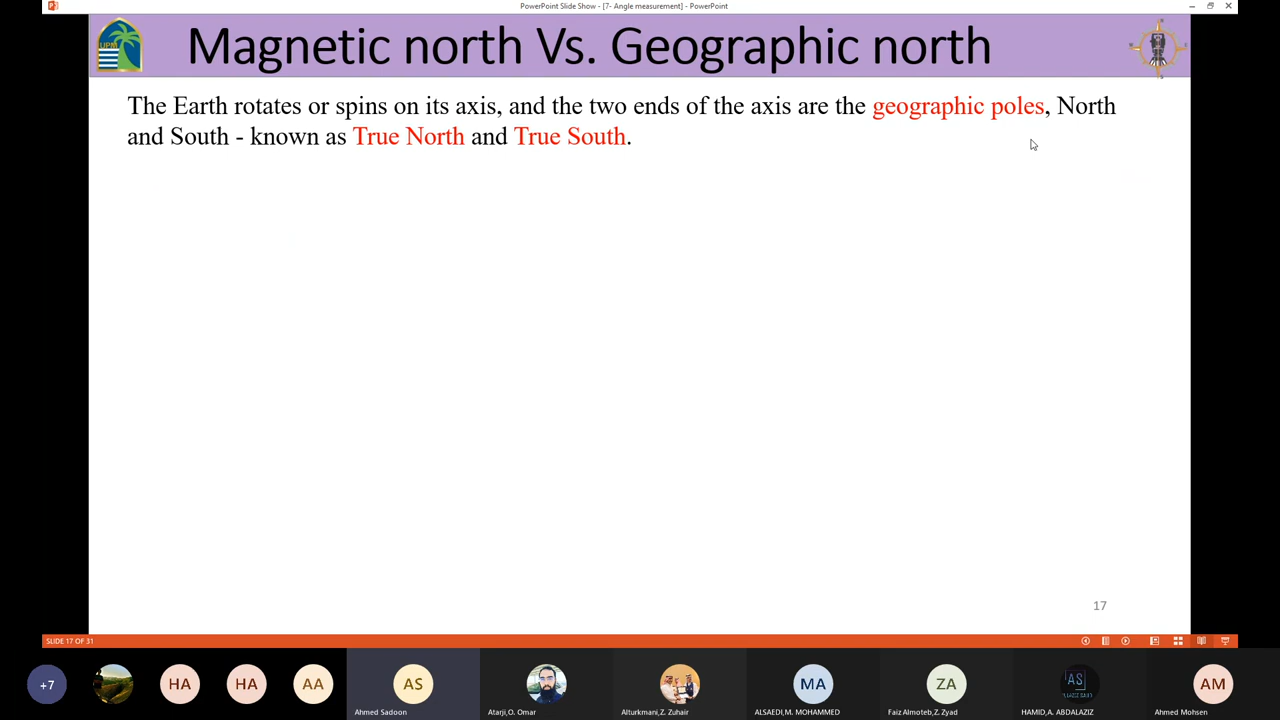 PowerPoint Slide Show - [7- Angle measurement] - PowerPoint
UPM
Magnetic north Vs. Geographic north
The Earth rotates or spins on its axis, and the two ends of the axis are the geographic poles, North
and South - known as True North and True South.
17
SLIDE 17 OF 31
+7
HA
HA
AA
AS
Ahmed Sadoon
Atarji,O. Omar
Alturkmani,Z. Zuhair
MA
ALSAEDI,M. MOHAMMED
ZA
Faiz Almoteb,Z. Zyad
AS
HAMID,A. ABDALAZIZ
AM
Ahmed Mohsen